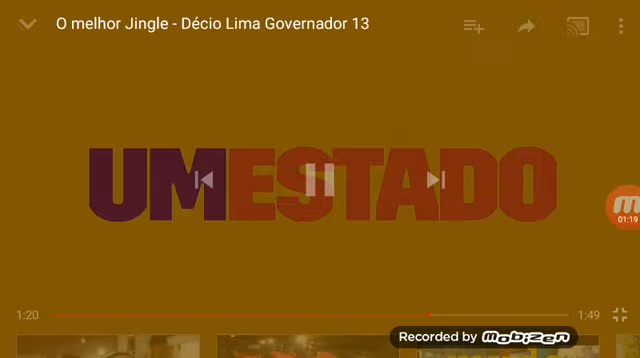 O melhor Jingle - Décio Lima Governador 13
UMESTADO
01:19
1:20
1:49
Recorded by MOBIZEN